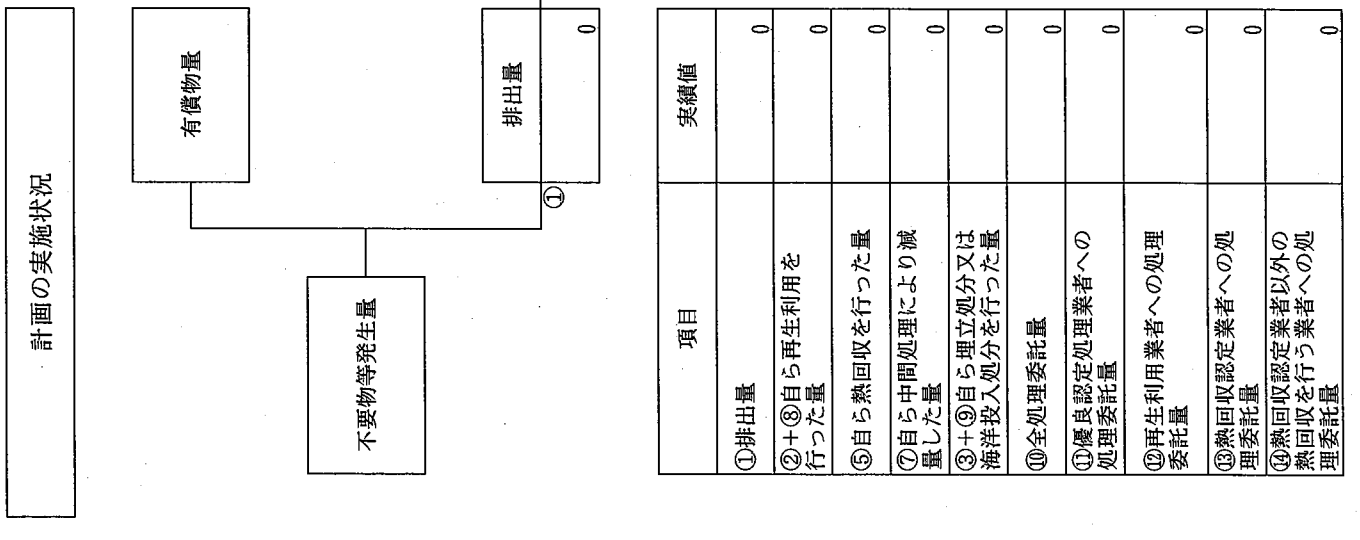 計画の実施状況
不要物等発生量
有償物量
①
排出量
0
項目
実績値
①排出量
0
②+⑧自ら再生利用を
行った量
0
⑤自ら熱回収を行った量
0
⑦自ら中間処理により減
量した量
0
③+⑨自ら埋立処分又は
海洋投入処分を行った量
0
⑩全処理委託量
0
⑪優良認定処理業者への
処理委託量
0
⑫再生利用業者への処理
委託量
0
⑬熱回収認定業者への処
理委託量
0
⑭熱回収認定業者以外の
熱回収を行う業者への処
理委託量
0